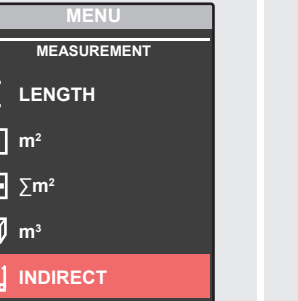 MENU
MEASUREMENT
LENGTH
m²
∑m²
m³
INDIRECT